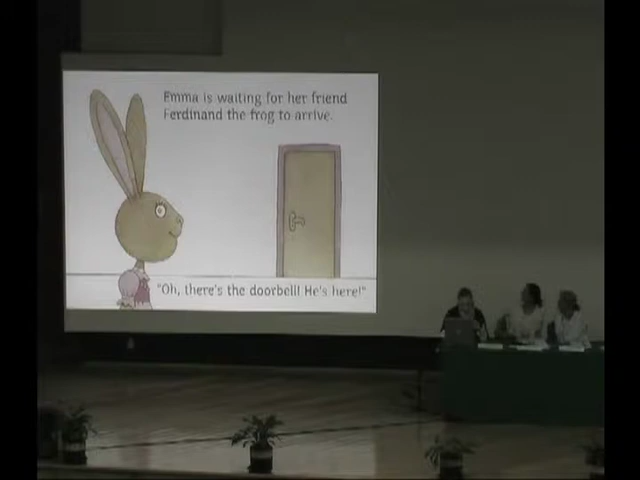 Emma is waiting for her friend
Ferdinand the frog to arrive.
"Oh, there's the doorbell! He's here!"